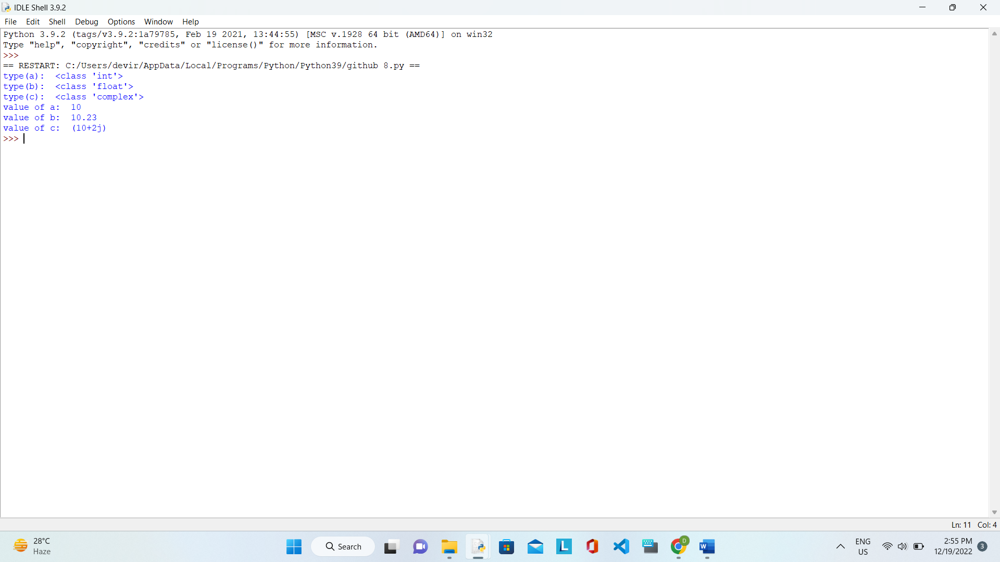 IDLE Shell 3.9.2
File Edit Shell Debug Options Window Help
Python 3.9.2 (tags/v3.9.2:1a79785, Feb 19 2021, 13:44:55) [MSC v.1928 64 bit (AMD64)] on win32
Type "help", "copyright", "credits" or "license()" for more information.
>>>
== RESTART: C:/Users/devir/AppData/Local/Programs/Python/Python39/github 8.py ==
type(a):  <class 'int'>
type(b):  <class 'float'>
type(c):  <class 'complex'>
value of a:  10
value of b:  10.23
value of c:  (10+2j)
>>>
Ln: 11 Col: 4
28°C
Haze
Search
L
D
W
ENG
US
2:55 PM
12/19/2022
3